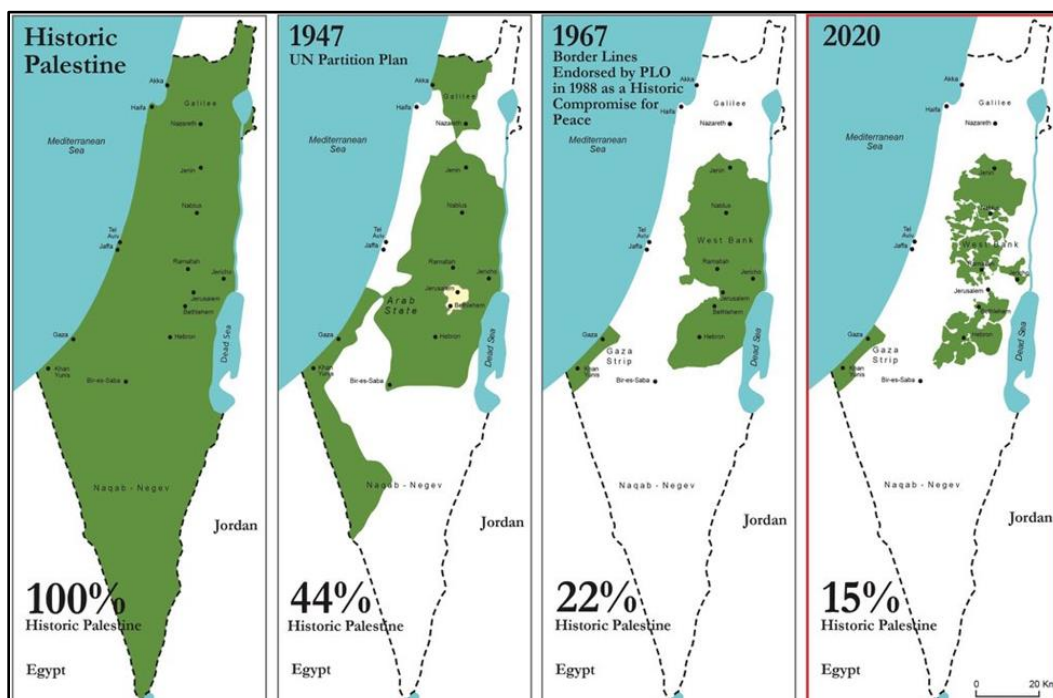 Historic
Palestine
Akka
Haifa
Galilee
Nazareth
Mediterranean
Sea
Jenin
Nablus
Tel
Aviv
Jaffa
Ramallah
Jericho
Jerusalem
Bethlehem
Gaza
Hebron
Dead Sea
Khan
Yunis
Bir-es-Saba
Naqab - Negev
Jordan
100%
Historic Palestine
Egypt
1947
UN Partition Plan
Akka
Galilee
Haifa
Nazareth
Mediterranean
Sea
Jenin
Nablus
Tel
Aviv
Jaffa
Ramallah
Jericho
Jerusalem
Bethlehem
Arab
State
Gaza
Hebron
Dead Sea
Khan
Yunis
Bir-es-Saba
Naqab - Negev
Jordan
44%
Historic Palestine
Egypt
1967
Border Lines
Endorsed by PLO
in 1988 as a Historic
Compromise for
Peace
Akka
Haifa
Galilee
Nazareth
Mediterranean
Sea
Jenin
Nablus
Tel
Aviv
Jaffa
West Bank
Ramallah
Jericho
Jerusalem
Bethlehem
Gaza
Hebron
Dead Sea
Gaza
Strip
Khan
Yunis
Bir-es-Saba
Naqab - Negev
Jordan
22%
Historic Palestine
Egypt
2020
Akka
Haifa
Galilee
Nazareth
Mediterranean
Sea
Jenin
Nablus
Tel
Aviv
Jaffa
West Bank
Ramallah
Jericho
Jerusalem
Bethlehem
Gaza
Hebron
Dead Sea
Gaza
Strip
Khan
Yunis
Bir-es-Saba
Naqab - Negev
Jordan
15%
Historic Palestine
Egypt
0 20 Km